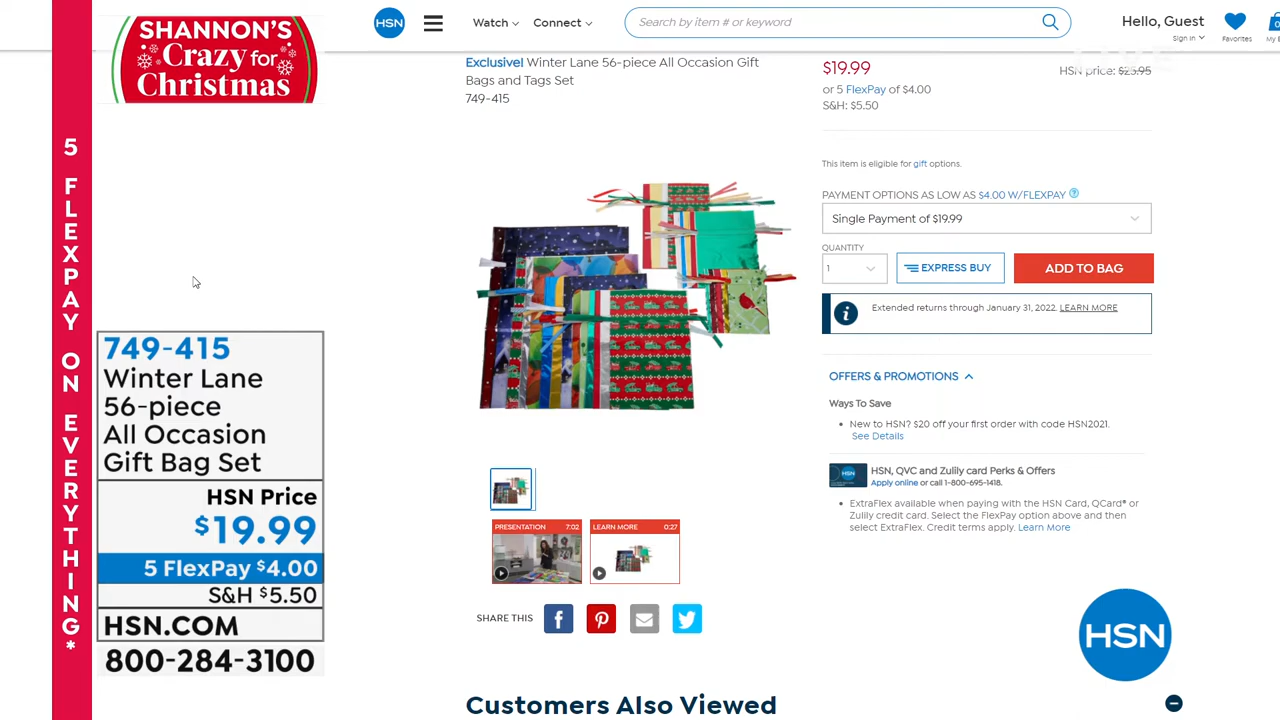 SHANNON'S
Crazy for
Christmas
5 FLEXPAY ON EVERYTHING*
749-415
Winter Lane
56-piece
All Occasion
Gift Bag Set
HSN Price
$19.99
5 FlexPay $4.00
S&H $5.50
HSN.COM
800-284-3100
HSN
Watch
Connect
Search by item # or keyword
Hello, Guest
Sign In
Favorites
0
Exclusive! Winter Lane 56-piece All Occasion Gift
Bags and Tags Set
749-415
$19.99
HSN price: $23.95
or 5 FlexPay of $4.00
S&H: $5.50
This item is eligible for gift options.
PAYMENT OPTIONS AS LOW AS $4.00 W/FLEXPAY ?
Single Payment of $19.99
QUANTITY
1
EXPRESS BUY
ADD TO BAG
i
Extended returns through January 31, 2022. LEARN MORE
OFFERS & PROMOTIONS
Ways To Save
• New to HSN? $20 off your first order with code HSN2021.
See Details
HSN
HSN, QVC and Zulily card Perks & Offers
Apply online or call 1-800-695-1418.
• ExtraFlex available when paying with the HSN Card, QCard® or
Zulily credit card. Select the FlexPay option above and then
select ExtraFlex. Credit terms apply. Learn More
PRESENTATION 7:02
LEARN MORE 0:27
SHARE THIS
HSN
Customers Also Viewed